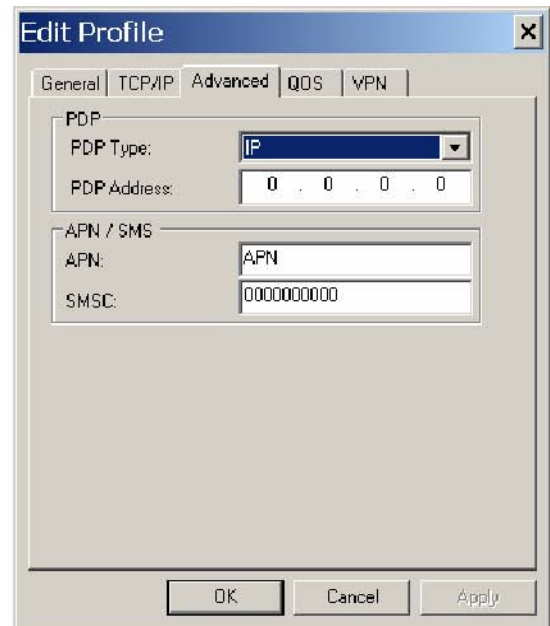 Edit Profile
General TCP/IP Advanced QOS VPN
PDP
PDP Type: IP
PDP Address: 0 . 0 . 0 . 0
APN / SMS
APN: APN
SMSC: 0000000000
OK Cancel Apply